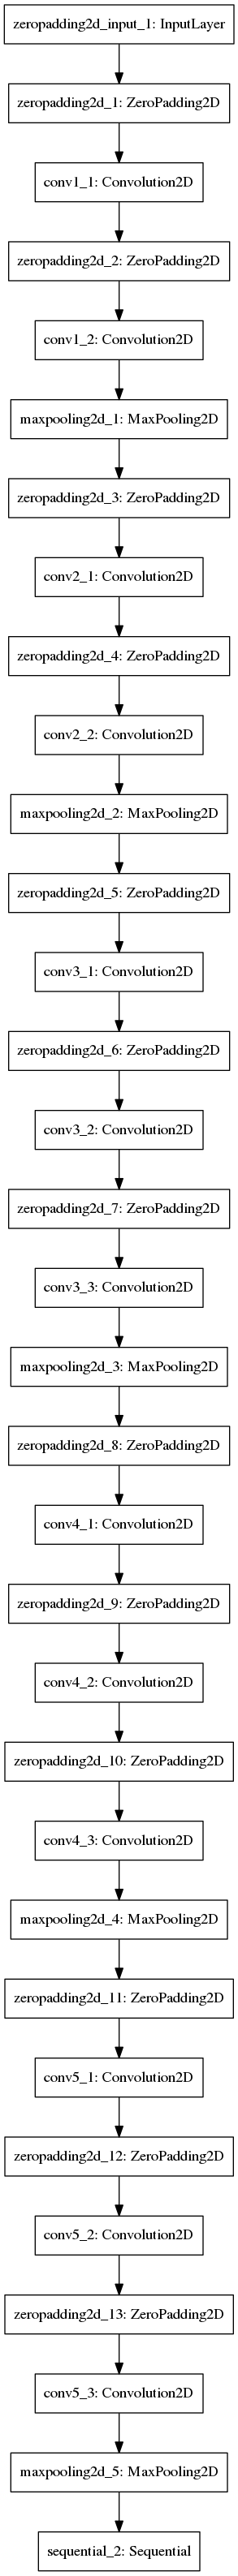 zeropadding2d_input_1: InputLayer
zeropadding2d_1: ZeroPadding2D
conv1_1: Convolution2D
zeropadding2d_2: ZeroPadding2D
conv1_2: Convolution2D
maxpooling2d_1: MaxPooling2D
zeropadding2d_3: ZeroPadding2D
conv2_1: Convolution2D
zeropadding2d_4: ZeroPadding2D
conv2_2: Convolution2D
maxpooling2d_2: MaxPooling2D
zeropadding2d_5: ZeroPadding2D
conv3_1: Convolution2D
zeropadding2d_6: ZeroPadding2D
conv3_2: Convolution2D
zeropadding2d_7: ZeroPadding2D
conv3_3: Convolution2D
maxpooling2d_3: MaxPooling2D
zeropadding2d_8: ZeroPadding2D
conv4_1: Convolution2D
zeropadding2d_9: ZeroPadding2D
conv4_2: Convolution2D
zeropadding2d_10: ZeroPadding2D
conv4_3: Convolution2D
maxpooling2d_4: MaxPooling2D
zeropadding2d_11: ZeroPadding2D
conv5_1: Convolution2D
zeropadding2d_12: ZeroPadding2D
conv5_2: Convolution2D
zeropadding2d_13: ZeroPadding2D
conv5_3: Convolution2D
maxpooling2d_5: MaxPooling2D
sequential_2: Sequential